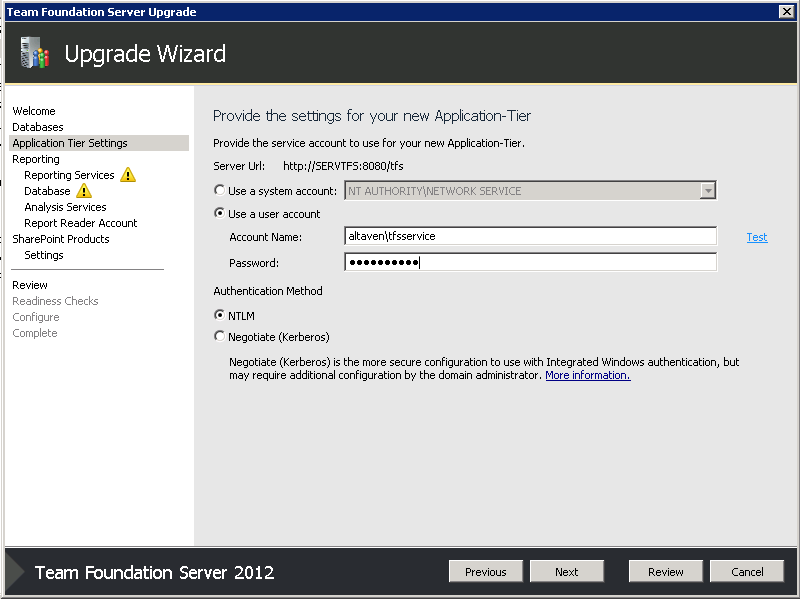 Team Foundation Server Upgrade
Upgrade Wizard
Welcome
Databases
Application Tier Settings
Reporting
Reporting Services
Database
Analysis Services
Report Reader Account
SharePoint Products
Settings
Review
Readiness Checks
Configure
Complete
Provide the settings for your new Application-Tier
Provide the service account to use for your new Application-Tier.
Server Url: http://SERVTFS:8080/tfs
Use a system account: NT AUTHORITY\NETWORK SERVICE
Use a user account
Account Name: altaven\tfsservice Test
Password: ●●●●●●●●●●
Authentication Method
NTLM
Negotiate (Kerberos)
Negotiate (Kerberos) is the more secure configuration to use with Integrated Windows authentication, but
may require additional configuration by the domain administrator. More information.
Team Foundation Server 2012
Previous Next Review Cancel